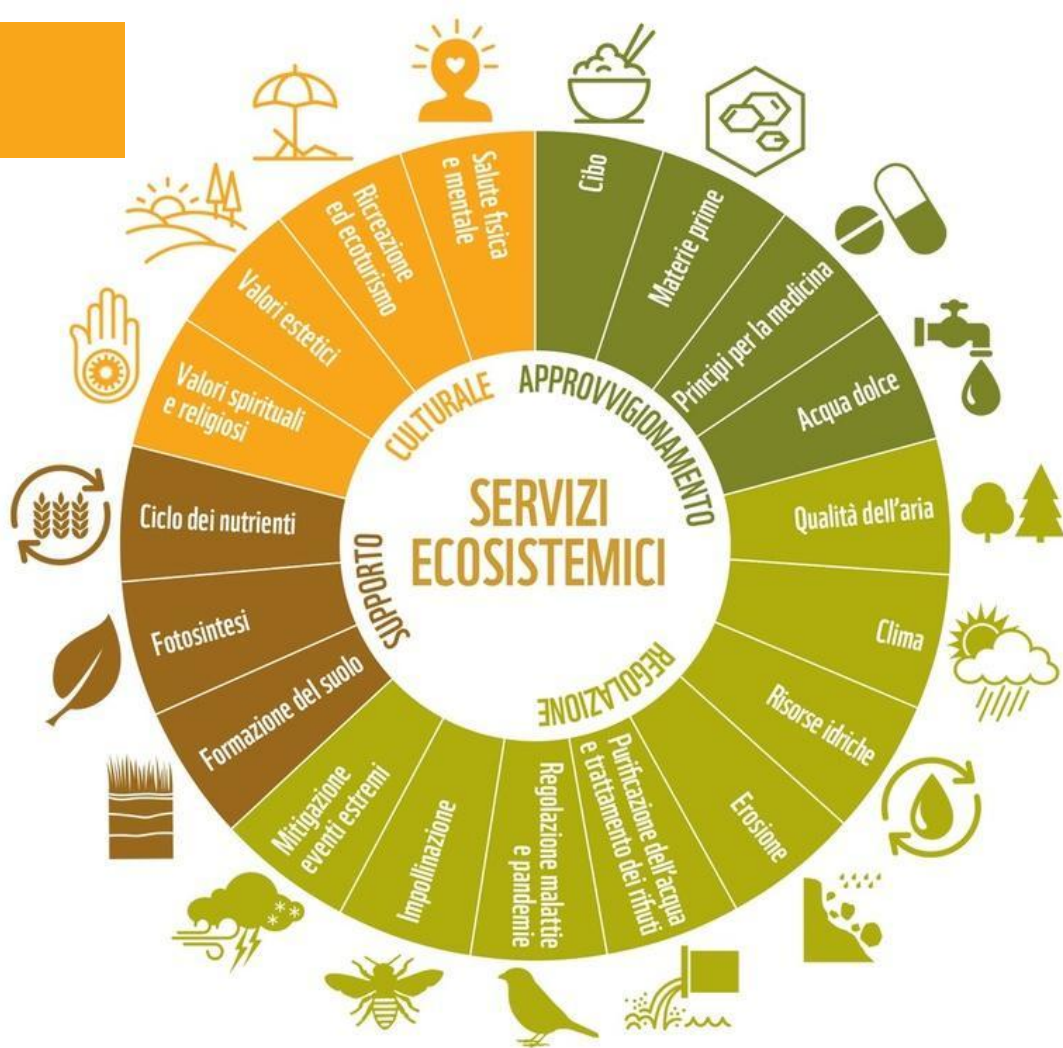 SERVIZI
ECOSISTEMICI
APPROVVIGIONAMENTO
Cibo
Materie prime
Principi per la medicina
Acqua dolce
REGOLAZIONE
Qualità dell'aria
Clima
Risorse idriche
Erosione
Purificazione dell'acqua
e trattamento dei rifiuti
Regolazione malattie
e pandemie
Impollinazione
Mitigazione
eventi estremi
SUPPORTO
Formazione del suolo
Fotosintesi
Ciclo dei nutrienti
CULTURALE
Valori spirituali
e religiosi
Valori estetici
Ricreazione
ed ecoturismo
Salute fisica
e mentale